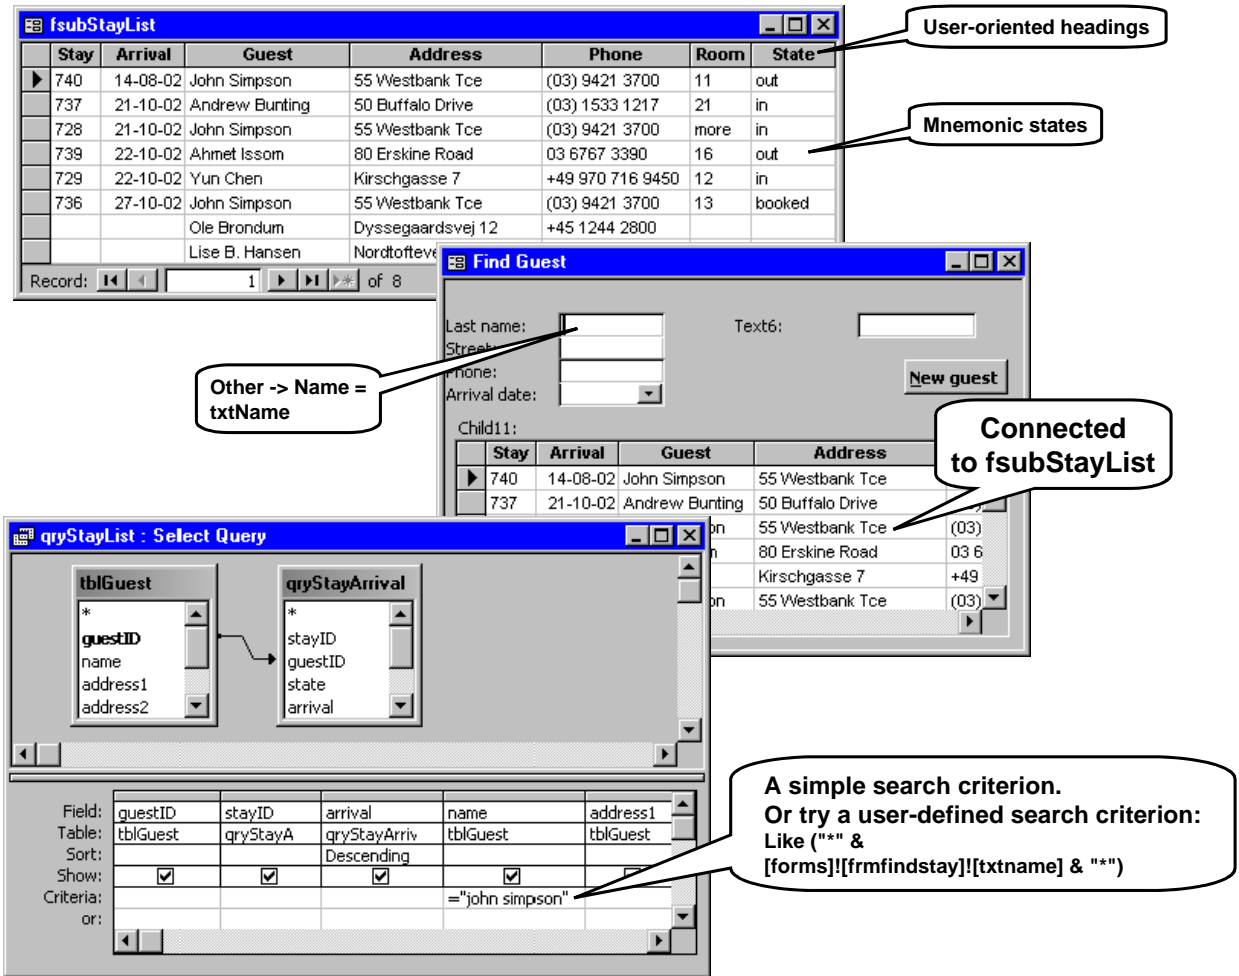 fsubStayList
Stay Arrival Guest Address Phone Room State
740 14-08-02 John Simpson 55 Westbank Tce (03) 9421 3700 11 out
737 21-10-02 Andrew Bunting 50 Buffalo Drive (03) 1533 1217 21 in
728 21-10-02 John Simpson 55 Westbank Tce (03) 9421 3700 more in
739 22-10-02 Ahmet Issom 80 Erskine Road 03 6767 3390 16 out
729 22-10-02 Yun Chen Kirschgasse 7 +49 970 716 9450 12 in
736 27-10-02 John Simpson 55 Westbank Tce (03) 9421 3700 13 booked
Ole Brondum Dyssegaardsvej 12 +45 1244 2800
Lise B. Hansen Nordtofteve
Record: 1 of 8
User-oriented headings
Mnemonic states
Find Guest
Last name: Text6:
Street:
Phone:
Arrival date:
New guest
Child11:
Stay Arrival Guest Address
740 14-08-02 John Simpson 55 Westbank Tce
737 21-10-02 Andrew Bunting 50 Buffalo Drive
on 55 Westbank Tce (03)
80 Erskine Road 03 6
Kirschgasse 7 +49
on 55 Westbank Tce (03)
Other -> Name =
txtName
Connected
to fsubStayList
qryStayList : Select Query
tblGuest
*
guestID
name
address1
address2
qryStayArrival
*
stayID
guestID
state
arrival
Field: guestID stayID arrival name address1
Table: tblGuest qryStayA qryStayArriv tblGuest tblGuest
Sort: Descending
Show:
Criteria: ="john simpson"
or:
A simple search criterion.
Or try a user-defined search criterion:
Like ("*" &
[forms]![frmfindstay]![txtname] & "*")